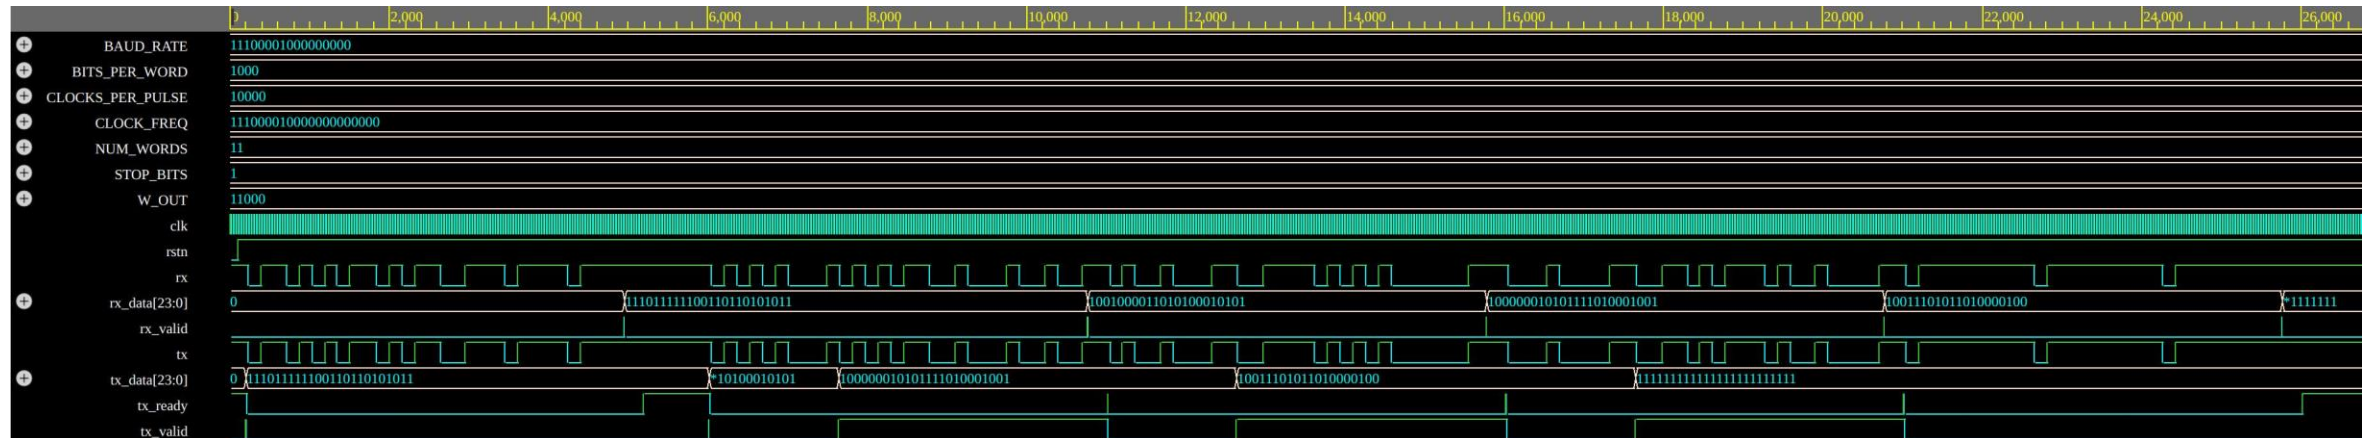 0 2,000 4,000 6,000 8,000 10,000 12,000 14,000 16,000 18,000 20,000 22,000 24,000 26,000
BAUD_RATE 11100001000000000
BITS_PER_WORD 1000
CLOCKS_PER_PULSE 10000
CLOCK_FREQ 111000010000000000000
NUM_WORDS 11
STOP_BITS 1
W_OUT 11000
clk
rstn
rx
rx_data[23:0] 0 111011111100110110101011 1001000011010100010101 100000010101111010001001 10011101011010000100 *1111111
rx_valid
tx
tx_data[23:0] 0 111011111100110110101011 *10100010101 100000010101111010001001 10011101011010000100 111111111111111111111111
tx_ready
tx_valid